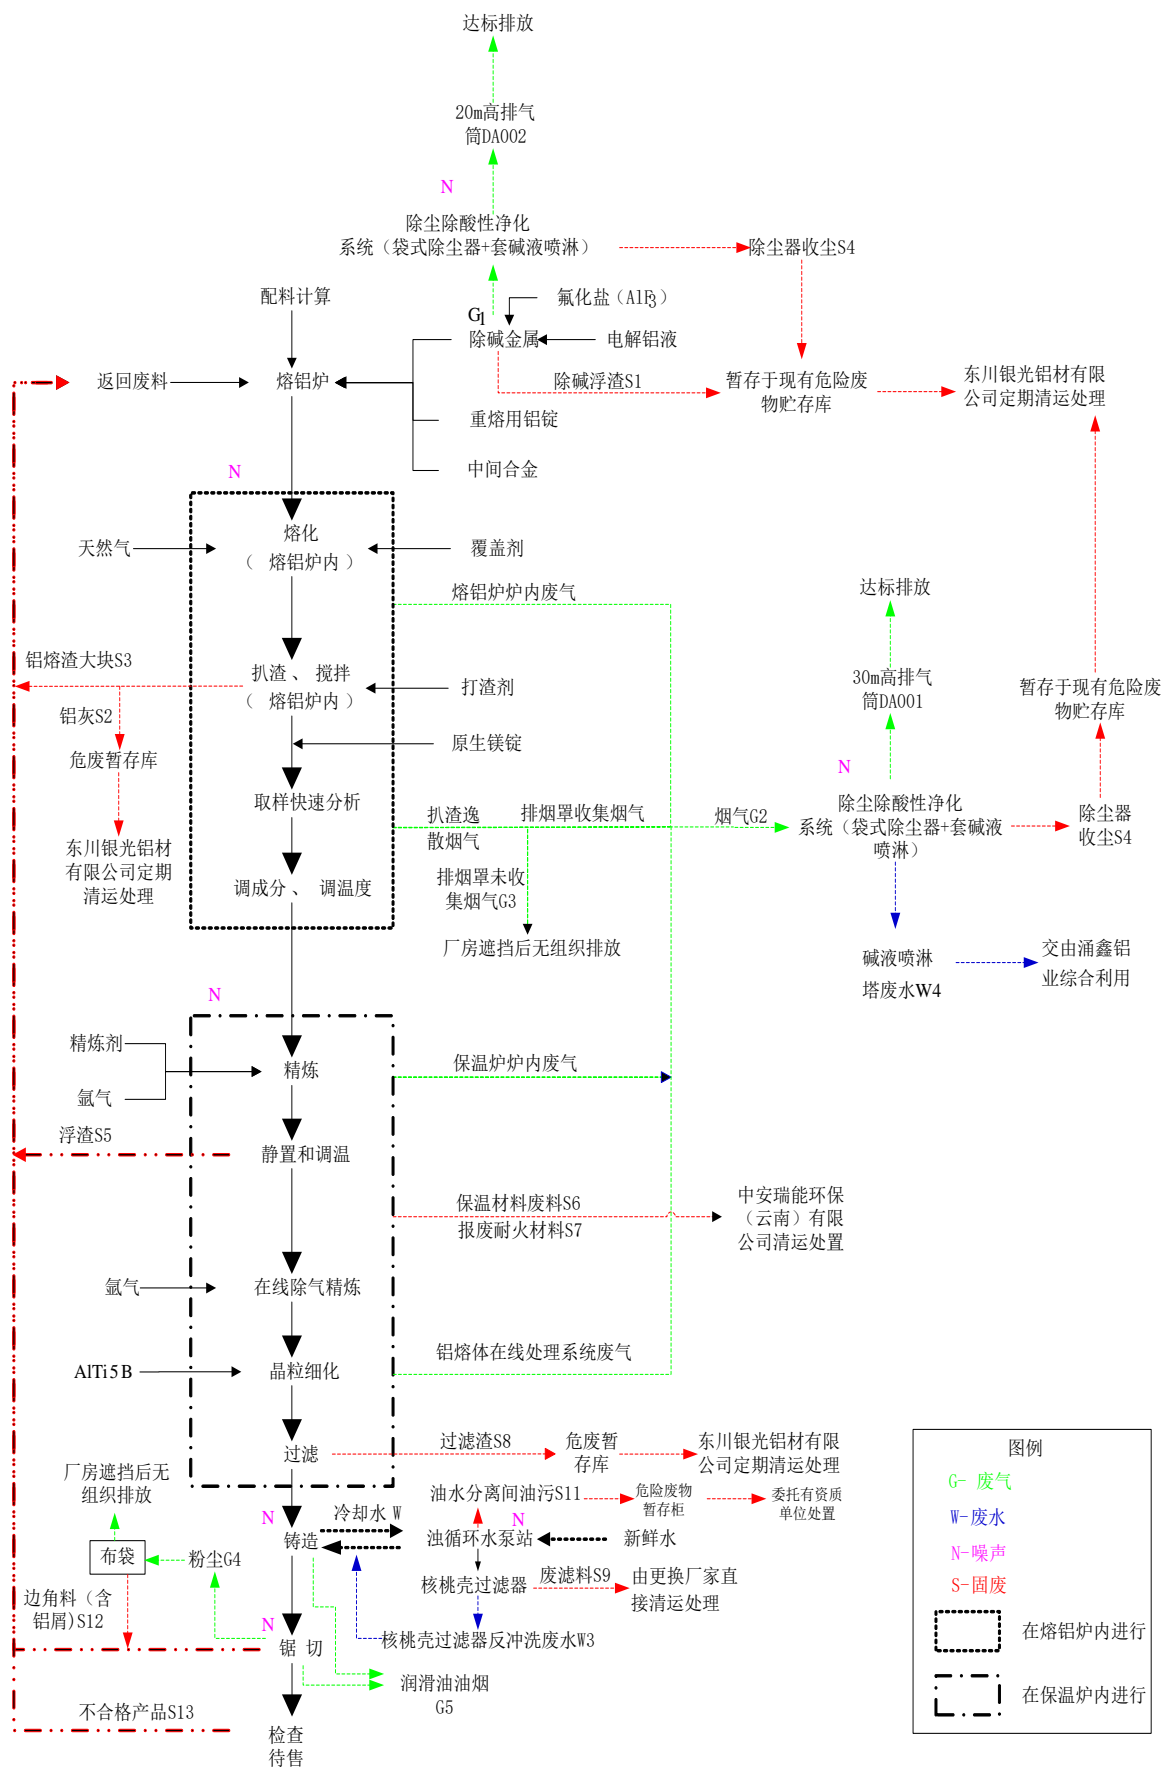 达标排放
20m高排气
筒DA002
N
除尘除酸性净化
系统（袋式除尘器+套碱液喷淋）
除尘器收尘S4
配料计算
氟化盐（AlF3）
G1
除碱金属
电解铝液
返回废料
熔铝炉
除碱浮渣S1
暂存于现有危险废
物贮存库
东川银光铝材有限
公司定期清运处理
重熔用铝锭
N
中间合金
熔化
（ 熔铝炉内 ）
天然气
覆盖剂
熔铝炉炉内废气
达标排放
铝熔渣大块S3
扒渣 、 搅拌
（ 熔铝炉内 ）
打渣剂
30m高排气
筒DA001
暂存于现有危险废
物贮存库
铝灰S2
原生镁锭
危废暂存库
N
取样快速分析
扒渣逸
散烟气
排烟罩收集烟气
烟气G2
除尘除酸性净化
系统（袋式除尘器+套碱液
喷淋）
除尘器
收尘S4
东川银光铝材
有限公司定期
清运处理
调成分 、 调温度
排烟罩未收
集烟气G3
厂房遮挡后无组织排放
碱液喷淋
塔废水W4
交由涌鑫铝
业综合利用
N
精炼剂
氩气
精炼
保温炉炉内废气
浮渣S5
静置和调温
保温材料废料S6
报废耐火材料S7
中安瑞能环保
（云南）有限
公司清运处置
氩气
在线除气精炼
铝熔体在线处理系统废气
AlTi5B
晶粒细化
过滤
过滤渣S8
危废暂
存库
东川银光铝材有限
公司定期清运处理
厂房遮挡后无
组织排放
油水分离间油污S11
危险废物
暂存柜
委托有资质
单位处置
N
铸造
冷却水 W
N
浊循环水泵站
新鲜水
布袋
粉尘G4
核桃壳过滤器
废滤料S9
由更换厂家直
接清运处理
边角料（含
铝屑)S12
N
锯 切
核桃壳过滤器反冲洗废水W3
润滑油油烟
G5
不合格产品S13
检查
待售
图例
G- 废气
W-废水
N-噪声
S-固废
在熔铝炉内进行
在保温炉内进行